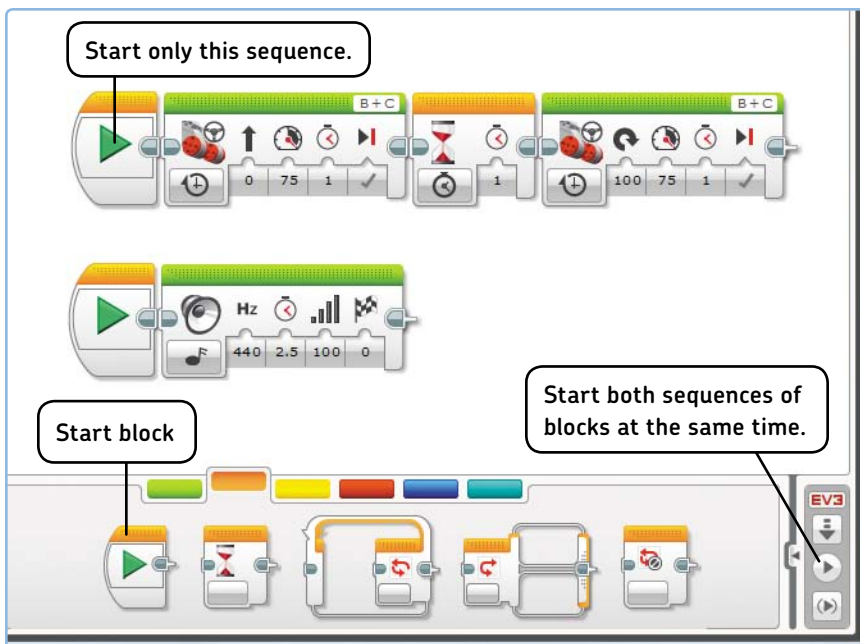 Start only this sequence.
B+C
B+C
0 75 1
1
100 75 1
Hz
440 2.5 100 0
Start both sequences of
blocks at the same time.
Start block
EV3